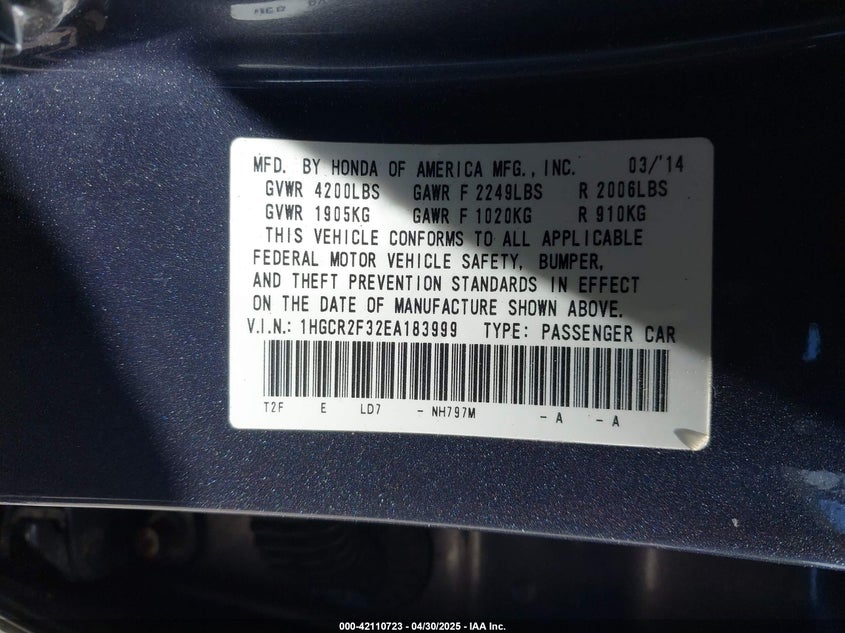 MFD. BY HONDA OF AMERICA MFG., INC. 03/'14
GVWR 4200LBS GAWR F 2249LBS R 2006LBS
GVWR 1905KG GAWR F 1020KG R 910KG
THIS VEHICLE CONFORMS TO ALL APPLICABLE
FEDERAL MOTOR VEHICLE SAFETY, BUMPER,
AND THEFT PREVENTION STANDARDS IN EFFECT
ON THE DATE OF MANUFACTURE SHOWN ABOVE.
V.I.N.: 1HGCR2F32EA183999 TYPE: PASSENGER CAR
T2F E LD7 - NH797M - A - A
000-42110723 - 04/30/2025 - IAA Inc.